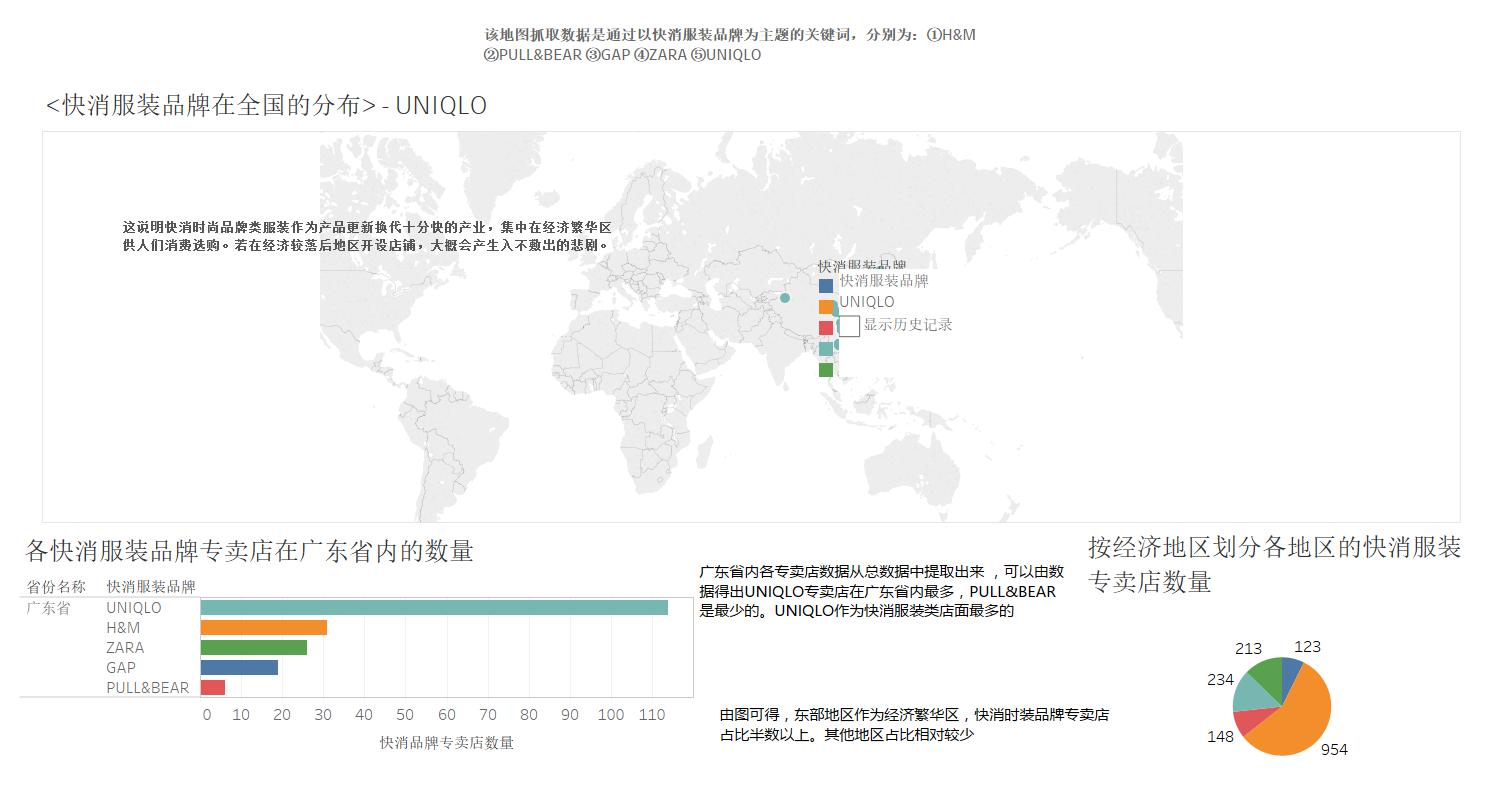 该地图抓取数据是通过以快消服装品牌为主题的关键词，分别为：①H&M
②PULL&BEAR ③GAP ④ZARA ⑤UNIQLO
<快消服装品牌在全国的分布> - UNIQLO
这说明快消时尚品牌类服装作为产品更新换代十分快的产业，集中在经济繁华区
供人们消费选购。若在经济较落后地区开设店铺，大概会产生入不敷出的悲剧。
快消服装品牌
快消服装品牌
UNIQLO
显示历史记录
各快消服装品牌专卖店在广东省内的数量
省份名称 快消服装品牌
广东省 UNIQLO
H&M
ZARA
GAP
PULL&BEAR
0 10 20 30 40 50 60 70 80 90 100 110
快消品牌专卖店数量
广东省内各专卖店数据从总数据中提取出来 ，可以由数
据得出UNIQLO专卖店在广东省内最多，PULL&BEAR
是最少的。UNIQLO作为快消服装类店面最多的
由图可得，东部地区作为经济繁华区，快消时装品牌专卖店
占比半数以上。其他地区占比相对较少
按经济地区划分各地区的快消服装
专卖店数量
213 123
234
148
954